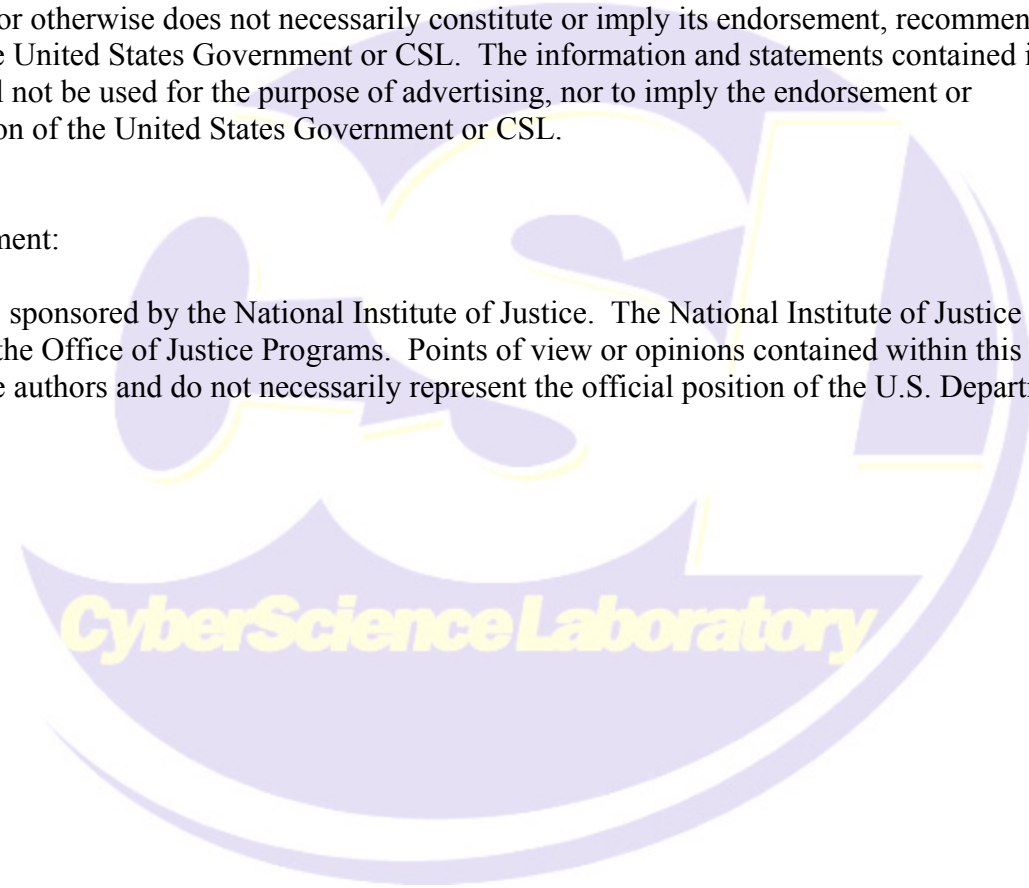 or otherwise does not necessarily constitute or imply its endorsement, recommen
e United States Government or CSL.  The information and statements contained i
l not be used for the purpose of advertising, nor to imply the endorsement or
on of the United States Government or CSL.
ment:
sponsored by the National Institute of Justice.  The National Institute of Justice
the Office of Justice Programs.  Points of view or opinions contained within this
e authors and do not necessarily represent the official position of the U.S. Depart
CSL
CyberScienceLaboratory